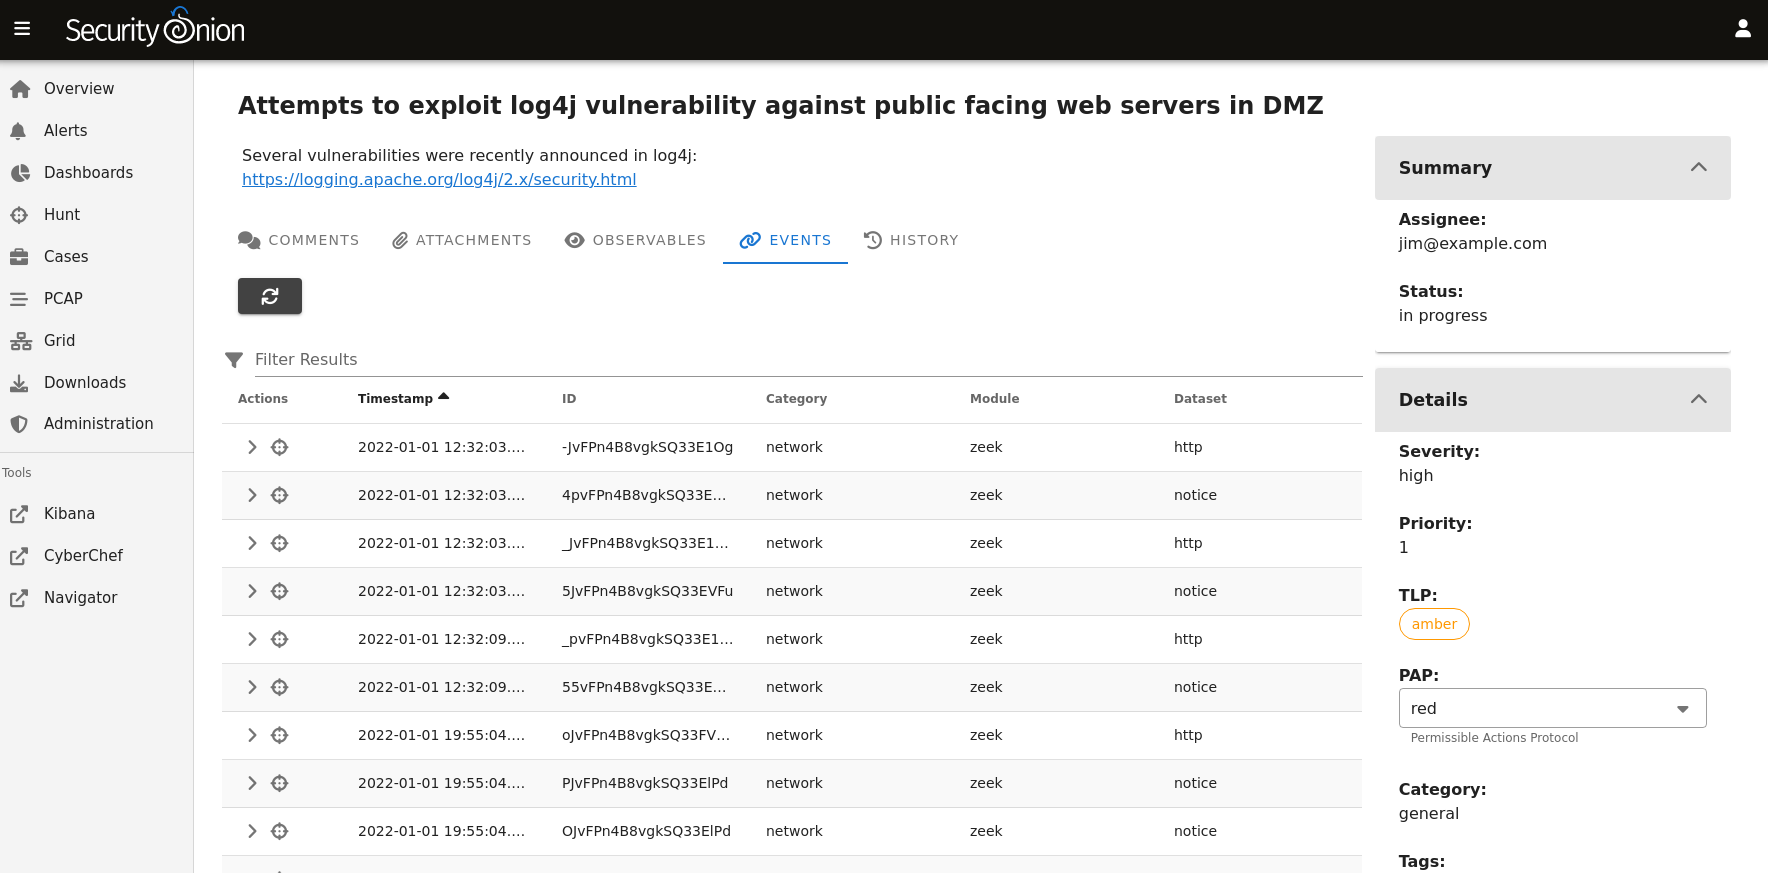 Security Onion
Overview
Alerts
Dashboards
Hunt
Cases
PCAP
Grid
Downloads
Administration
Tools
Kibana
CyberChef
Navigator
Attempts to exploit log4j vulnerability against public facing web servers in DMZ
Several vulnerabilities were recently announced in log4j:
https://logging.apache.org/log4j/2.x/security.html
COMMENTS ATTACHMENTS OBSERVABLES EVENTS HISTORY
Filter Results
Actions Timestamp ID Category Module Dataset
2022-01-01 12:32:03.... -JvFPn4B8vgkSQ33E1Og network zeek http
2022-01-01 12:32:03.... 4pvFPn4B8vgkSQ33E... network zeek notice
2022-01-01 12:32:03.... _JvFPn4B8vgkSQ33E1... network zeek http
2022-01-01 12:32:03.... 5JvFPn4B8vgkSQ33EVFu network zeek notice
2022-01-01 12:32:09.... _pvFPn4B8vgkSQ33E1... network zeek http
2022-01-01 12:32:09.... 55vFPn4B8vgkSQ33E... network zeek notice
2022-01-01 19:55:04.... oJvFPn4B8vgkSQ33FV... network zeek http
2022-01-01 19:55:04.... PJvFPn4B8vgkSQ33ElPd network zeek notice
2022-01-01 19:55:04.... OJvFPn4B8vgkSQ33ElPd network zeek notice
Summary
Assignee:
jim@example.com
Status:
in progress
Details
Severity:
high
Priority:
1
TLP:
amber
PAP:
red
Permissible Actions Protocol
Category:
general
Tags: